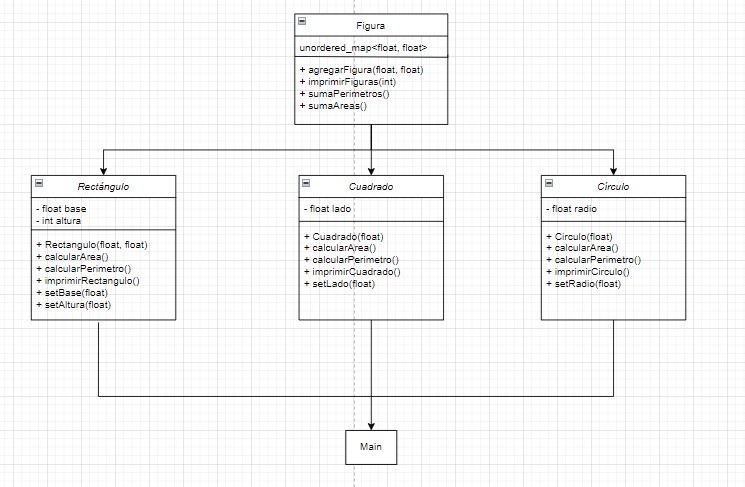 Figura
unordered_map<float, float>
+ agregarFigura(float, float)
+ imprimirFiguras(int)
+ sumaPerimetros()
+ sumaAreas()
Rectángulo
- float base
- int altura
+ Rectangulo(float, float)
+ calcularArea()
+ calcularPerimetro()
+ imprimirRectangulo()
+ setBase(float)
+ setAltura(float)
Cuadrado
- float lado
+ Cuadrado(float)
+ calcularArea()
+ calcularPerimetro()
+ imprimirCuadrado()
+ setLado(float)
Circulo
- float radio
+ Circulo(float)
+ calcularArea()
+ calcularPerimetro()
+ imprimirCirculo()
+ setRadio(float)
Main